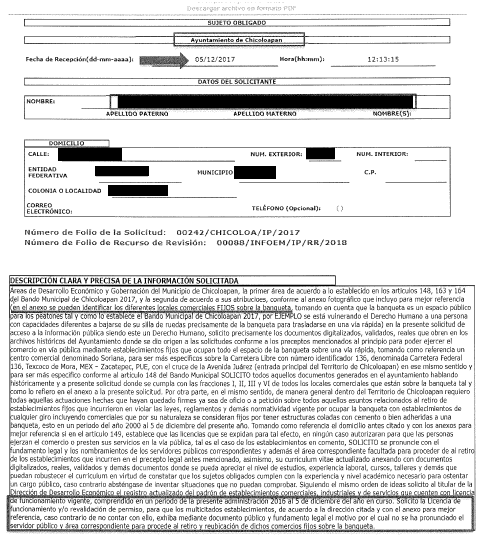 Descargar archivo en formato PDF
SUJETO OBLIGADO
Ayuntamiento de Chicoloapan
Fecha de Recepción(dd-mm-aaaa): 05/12/2017 Hora(hh:mm): 12:13:15
DATOS DEL SOLICITANTE
NOMBRE:
APELLIDO PATERNO APELLIDO MATERNO NOMBRE(S):
DOMICILIO
CALLE: NUM. EXTERIOR: NUM. INTERIOR:
ENTIDAD FEDERATIVA MUNICIPIO C.P.
COLONIA O LOCALIDAD
CORREO ELECTRÓNICO: TELÉFONO (Opcional): ( )
Número de Folio de la Solicitud: 00242/CHICOLOA/IP/2017
Número de Folio de Recurso de Revisión: 00088/INFOEM/IP/RR/2018
DESCRIPCIÓN CLARA Y PRECISA DE LA INFORMACIÓN SOLICITADA
Áreas de Desarrollo Económico y Gobernación del Municipio de Chicoloapan, la primer área de acuerdo a lo establecido en los artículos 148, 163 y 164
del Bando Municipal de Chicoloapan 2017, y la segunda de acuerdo a sus atribuciones, conforme al anexo fotográfico que incluyo para mejor referencia
(en el anexo se pueden identificar los diferentes locales comerciales FIJOS sobre la banqueta, tomando en cuenta que la banqueta es un espacio público
para los peatones tal y como lo establece el Bando Municipal de Chicoloapan 2017, por EJEMPLO se está vulnerando el Derecho Humano a una persona
con capacidades diferentes a bajarse de su silla de ruedas precisamente de la banqueta para trasladarse en una vía rápida) en la presente solicitud de
acceso a la información pública siendo este un Derecho Humano, solicito precisamente los documentos digitalizados, validados, reales que obren en los
archivos históricos del Ayuntamiento donde se dio origen a las solicitudes conforme a los preceptos mencionados al principio para poder ejercer el
comercio en vía pública mediante establecimientos fijos que ocupan todo el espacio de la banqueta sobre una vía rápida, tomando como referencia un
centro comercial denominado Soriana, para ser más específicos sobre la Carretera Libre con número identificador 136, denominada Carretera Federal
136, Texcoco de Mora, MEX – Zacatepec, PUE, con el cruce de la Avenida Juárez (entrada principal del Territorio de Chicoloapan) en ese mismo sentido y
para ser más específico conforme al artículo 148 del Bando Municipal SOLICITO todos aquellos documentos generados en el ayuntamiento hablando
históricamente y a presente solicitud donde se cumpla con las fracciones I, II, III y VI de todos los locales comerciales que están sobre la banqueta tal y
como lo refiero en el anexo a la presente solicitud. Por otra parte, en el mismo sentido, de manera general dentro del Territorio de Chicoloapan requiero
todas aquellas actuaciones hechas que hayan quedado firmes ya sea de oficio o a petición sobre todos aquellos asuntos relacionados al retiro de
establecimientos fijos que incurrieron en violar las leyes, reglamentos y demás normatividad vigente por ocupar la banqueta con establecimientos de
cualquier giro incluyendo comerciales que por su naturaleza se consideran fijos por tener estructuras coladas con cemento o bien adheridas a una
banqueta, esto en un período del año 2000 al 5 de diciembre del presente año. Tomando como referencia el domicilio antes citado y con los anexos para
mejor referencia si en el artículo 149, establece que las licencias que se expidan para tal efecto, en ningún caso autorizaran para que las personas
ejerzan el comercio o presten sus servicios en la vía pública, tal es el caso de los establecimientos en cemento, SOLICITO se pronuncie con el
fundamento legal y los nombramientos de los servidores públicos correspondientes y además el área correspondiente facultada para proceder de al retiro
de los establecimientos que incurren en el precepto legal antes mencionado, asimismo, su currículum vitae actualizado anexando con documentos
digitalizados, reales, validados y demás documentos donde se pueda apreciar el nivel de estudios, experiencia laboral, cursos, talleres y demás que
puedan robustecer el currículum en virtud de constatar que los sujetos obligados cumplen con la experiencia y nivel académico necesario para ostentar
un cargo público, caso contrario absténganse de inventar situaciones que no puedan comprobar. Siguiendo el mismo orden de ideas solicito al titular de la
Dirección de Desarrollo Económico el registro actualizado del padrón de establecimientos comerciales, industriales y de servicios que cuenten con licencia
de funcionamiento vigente, comprendido en un período de la presente administración 2016 al 5 de diciembre del año en curso. Solicito la Licencia de
funcionamiento y/o revalidación de permiso, para que los multicitados establecimientos, de acuerdo a la dirección citada y con el anexo para mejor
referencia, caso contrario de no contar con ello, exhiba mediante documento público y fundamento legal el motivo por el cual no se ha pronunciado el
servidor público y área correspondiente para procede al retiro y reubicación de dichos comercios fijos sobre la banqueta.